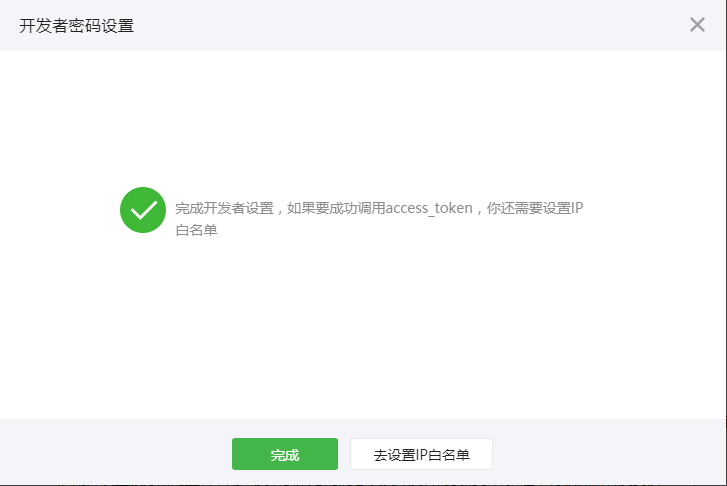 开发者密码设置
完成开发者设置，如果要成功调用access_token，你还需要设置IP
白名单
完成
去设置IP白名单